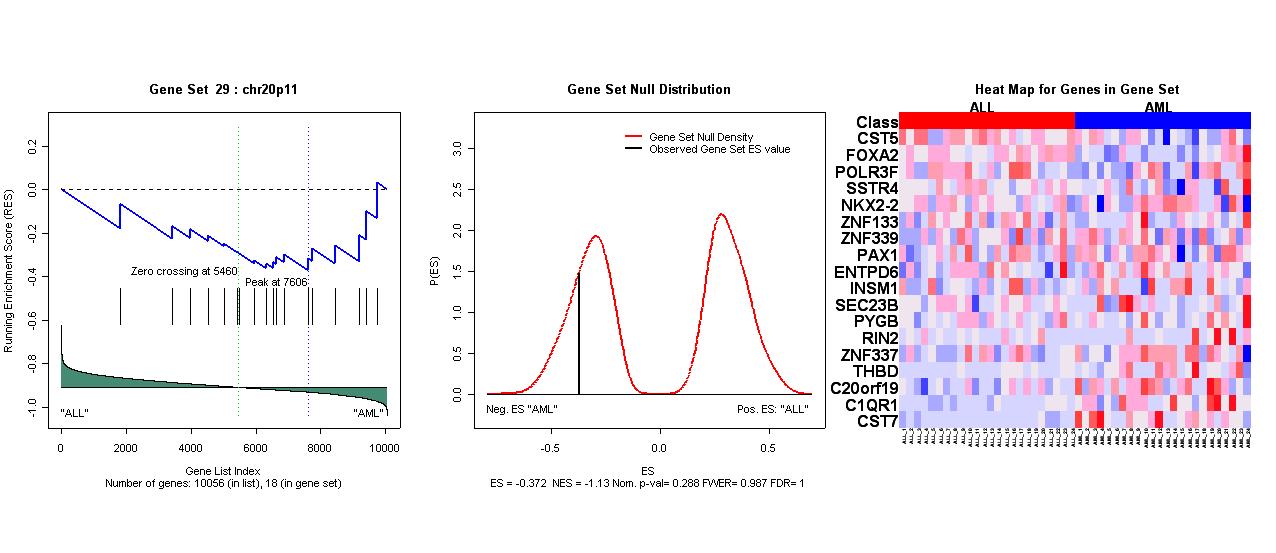 Gene Set 29 : chr20p11
Running Enrichment Score (RES)
0.2
0.0
-0.2
-0.4
-0.6
-0.8
-1.0
Zero crossing at 5460
Peak at 7606
"ALL"
"AML"
0
2000
4000
6000
8000
10000
Gene List Index
Number of genes: 10056 (in list), 18 (in gene set)
Gene Set Null Distribution
P(ES)
3.0
2.5
2.0
1.5
1.0
0.5
0.0
Gene Set Null Density
Observed Gene Set ES value
Neg. ES "AML"
Pos. ES: "ALL"
-0.5
0.0
0.5
ES
ES = -0.372 NES = -1.13 Nom. p-val= 0.288 FWER= 0.987 FDR= 1
Heat Map for Genes in Gene Set
ALL
AML
Class
CST5
FOXA2
POLR3F
SSTR4
NKX2-2
ZNF133
ZNF339
PAX1
ENTPD6
INSM1
SEC23B
PYGB
RIN2
ZNF337
THBD
C20orf19
C1QR1
CST7